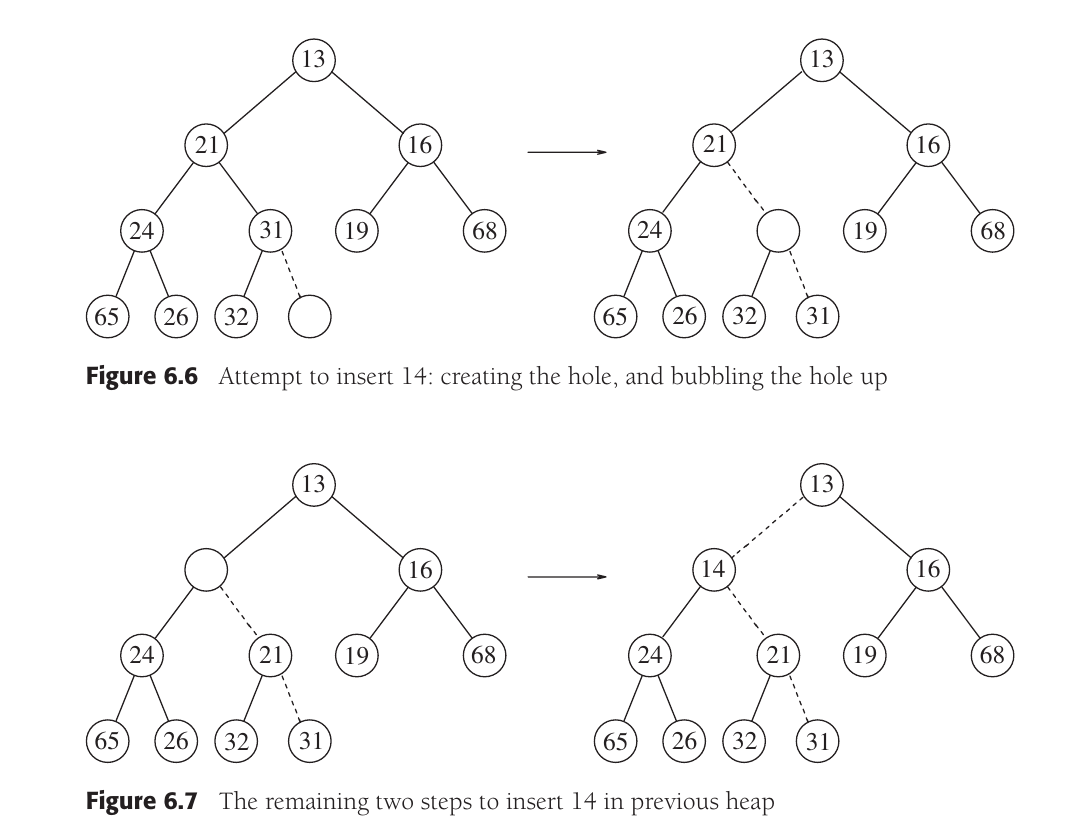 13 13
21 16 21 16
24 31 19 68 24 19 68
65 26 32 65 26 32 31
Figure 6.6 Attempt to insert 14: creating the hole, and bubbling the hole up
13 13
16 14 16
24 21 19 68 24 21 19 68
65 26 32 31 65 26 32 31
Figure 6.7 The remaining two steps to insert 14 in previous heap